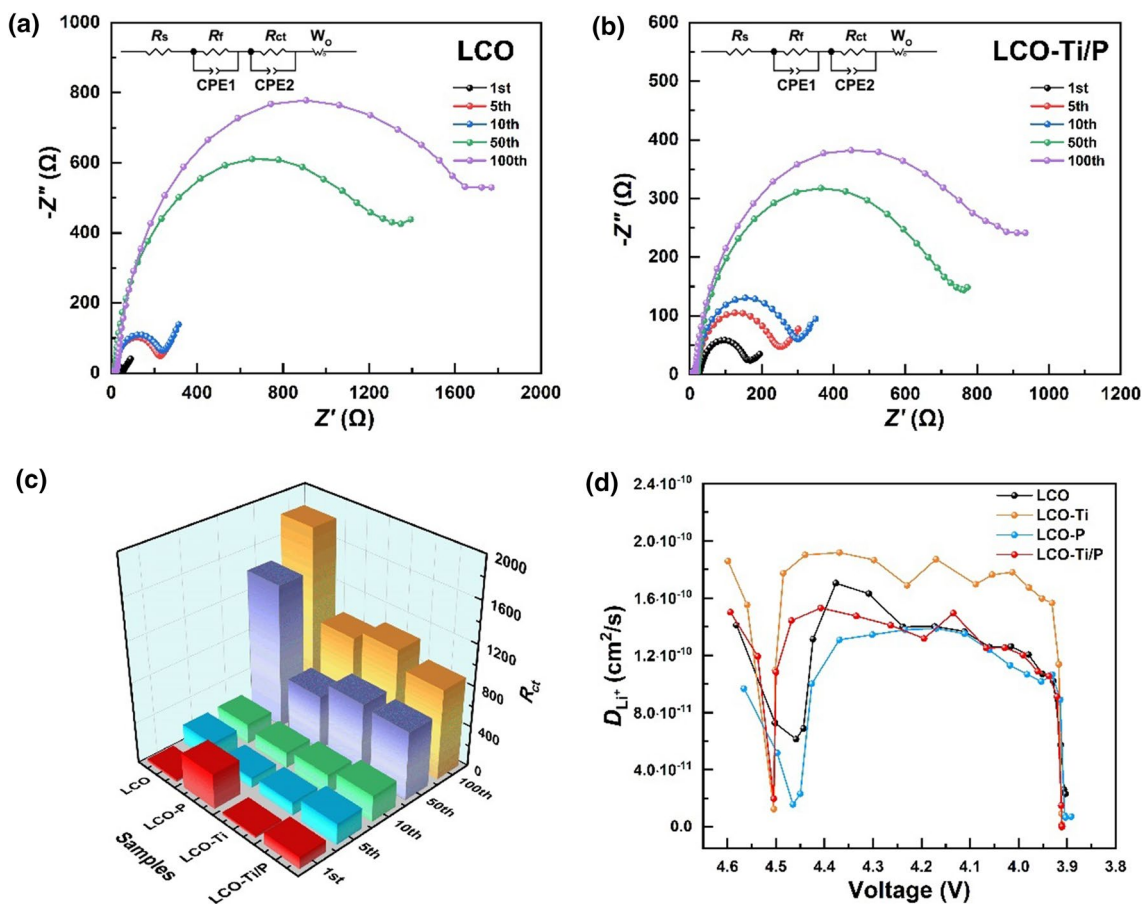 (a)
LCO
Rs
Rf
Rct
Wo
CPE1
CPE2
1st
5th
10th
50th
100th
-Z″ (Ω)
1000
800
600
400
200
0
0
400
800
1200
1600
2000
Z′ (Ω)
(b)
LCO-Ti/P
Rs
Rf
Rct
Wo
CPE1
CPE2
1st
5th
10th
50th
100th
-Z″ (Ω)
600
500
400
300
200
100
0
0
200
400
600
800
1000
1200
Z′ (Ω)
(c)
2000
1600
1200
800
400
0
Rct
LCO
LCO-P
LCO-Ti
LCO-Ti/P
Samples
1st
5th
10th
50th
100th
(d)
LCO
LCO-Ti
LCO-P
LCO-Ti/P
DLi+ (cm²/s)
2.4·10⁻¹⁰
2.0·10⁻¹⁰
1.6·10⁻¹⁰
1.2·10⁻¹⁰
8.0·10⁻¹¹
4.0·10⁻¹¹
0.0
4.6
4.5
4.4
4.3
4.2
4.1
4.0
3.9
3.8
Voltage (V)